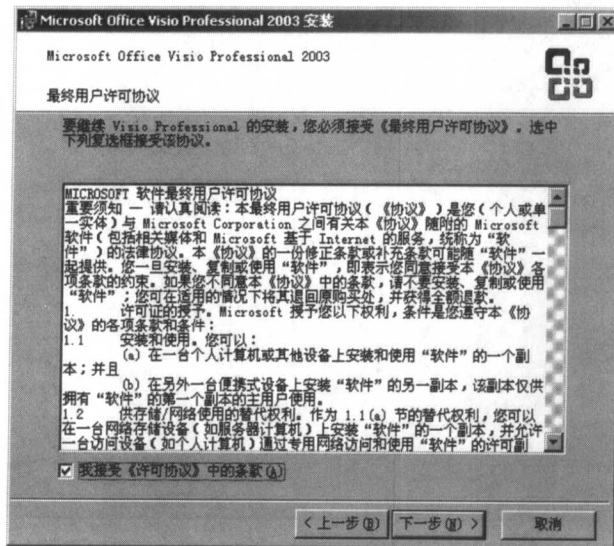 Microsoft Office Visio Professional 2003 安装
Microsoft Office Visio Professional 2003
最终用户许可协议
要继续 Visio Professional 的安装，您必须接受《最终用户许可协议》。选中
下列复选框接受该协议。
MICROSOFT 软件最终用户许可协议
重要须知 — 请认真阅读：本最终用户许可协议（《协议》）是您（个人或单
一实体）与 Microsoft Corporation 之间有关本《协议》随附的 Microsoft
软件（包括相关媒体和 Microsoft 基于 Internet 的服务，统称为“软
件”）的法律协议。本《协议》的一份修正条款或补充条款可能随“软件”一
起提供。您一旦安装、复制或使用“软件”，即表示您同意接受本《协议》各
项条款的约束。如果您不同意本《协议》中的条款，请不要安装、复制或使用
“软件”；您可在适用的情况下将其退回原购买处，并获得全额退款。
1. 许可证的授予。Microsoft 授予您以下权利，条件是您遵守本《协
议》的各项条款和条件：
1.1 安装和使用。您可以：
(a) 在一台个人计算机或其他设备上安装和使用“软件”的一个副
本；并且
(b) 在另外一台便携式设备上安装“软件”的另一副本，该副本仅供
拥有“软件”的第一个副本的主用户使用。
1.2 供存储/网络使用的替代权利。作为 1.1(a) 节的替代权利，您可以
在一台网络存储设备（如服务器计算机）上安装“软件”的一个副本，并允许
一台访问设备（如个人计算机）通过专用网络访问和使用“软件”的许可副
我接受《许可协议》中的条款(A)
< 上一步(B) 下一步(N) > 取消